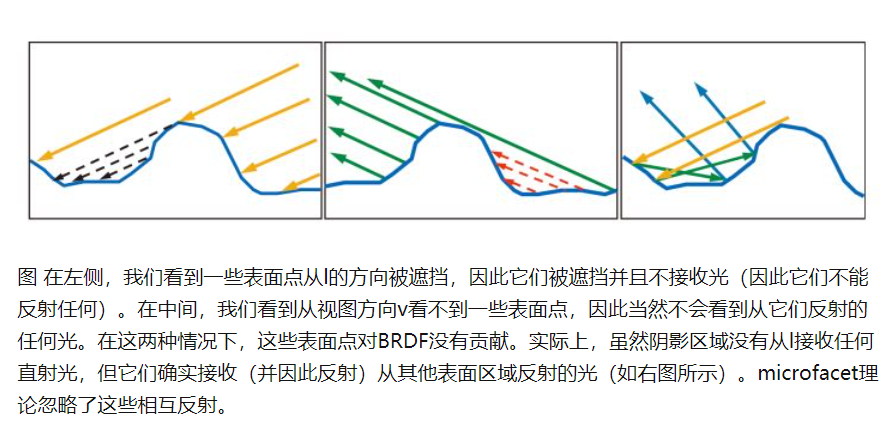 图 在左侧，我们看到一些表面点从l的方向被遮挡，因此它们被遮挡并且不接收光（因此它们不能
反射任何）。在中间，我们看到从视图方向v看不到一些表面点，因此当然不会看到从它们反射的
任何光。在这两种情况下，这些表面点对BRDF没有贡献。实际上，虽然阴影区域没有从l接收任何
直射光，但它们确实接收（并因此反射）从其他表面区域反射的光（如右图所示）。microfacet理
论忽略了这些相互反射。